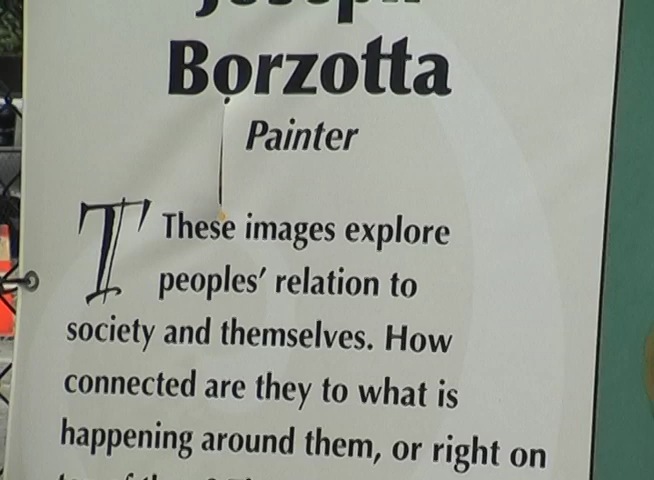 Joseph
Borzotta
Painter
T These images explore
peoples' relation to
society and themselves. How
connected are they to what is
happening around them, or right on